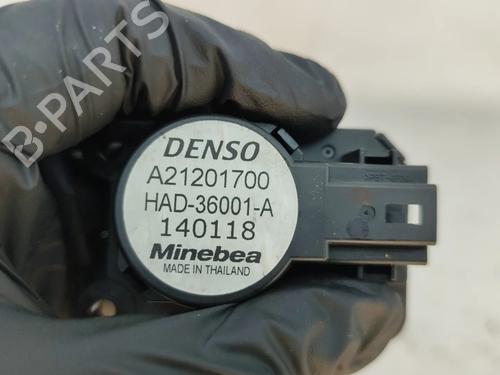 B-PARTS
DENSO
A21201700
HAD-36001-A
140118
Minebea
MADE IN THAILAND